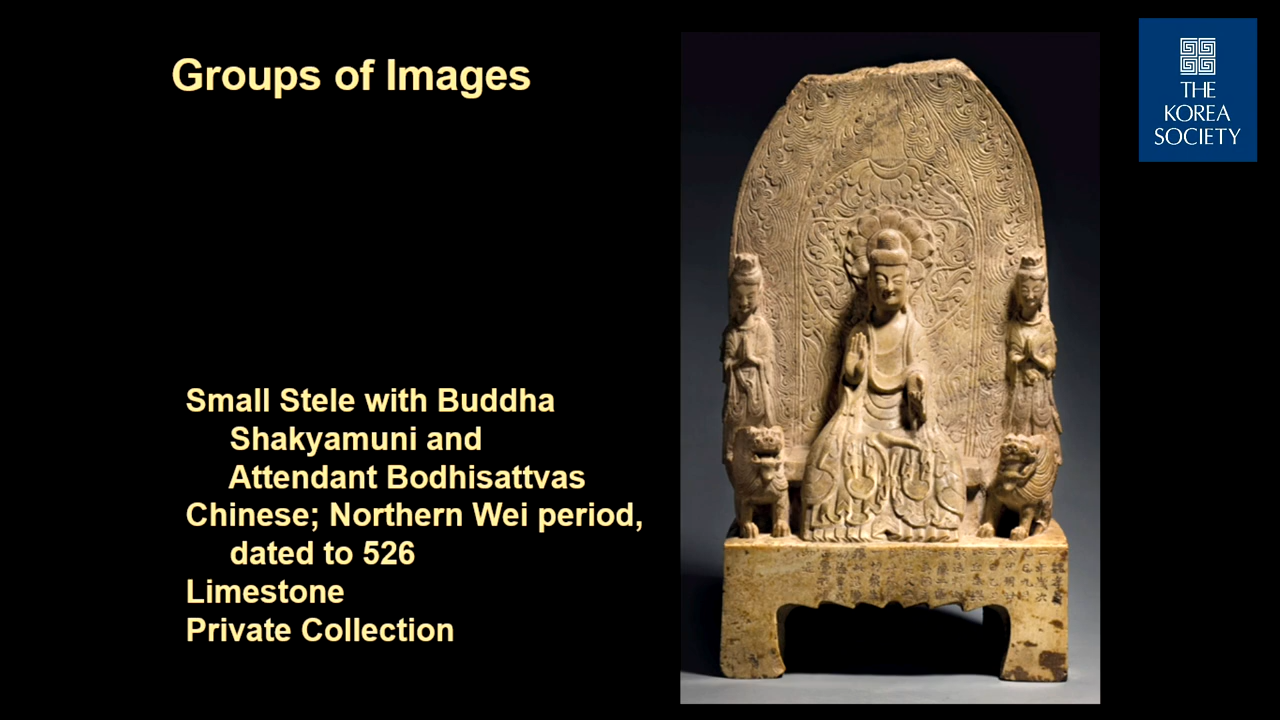 Groups of Images
Small Stele with Buddha
Shakyamuni and
Attendant Bodhisattvas
Chinese; Northern Wei period,
dated to 526
Limestone
Private Collection
THE
KOREA
SOCIETY